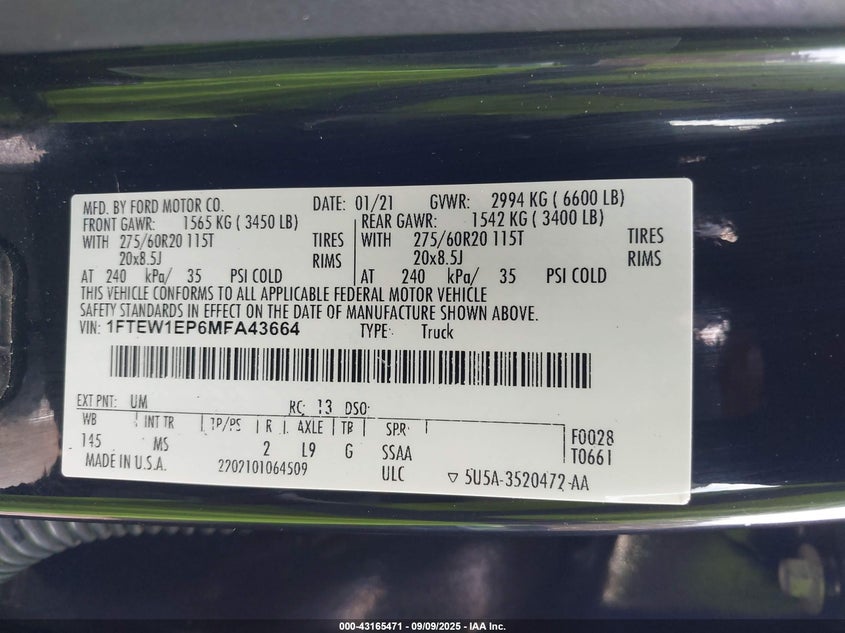 MFD. BY FORD MOTOR CO. DATE: 01/21 GVWR: 2994 KG ( 6600 LB)
FRONT GAWR: 1565 KG ( 3450 LB) REAR GAWR: 1542 KG ( 3400 LB)
WITH 275/60R20 115T TIRES WITH 275/60R20 115T TIRES
20x8.5J RIMS 20x8.5J RIMS
AT 240 kPa/ 35 PSI COLD AT 240 kPa/ 35 PSI COLD
THIS VEHICLE CONFORMS TO ALL APPLICABLE FEDERAL MOTOR VEHICLE
SAFETY STANDARDS IN EFFECT ON THE DATE OF MANUFACTURE SHOWN ABOVE.
VIN: 1FTEW1EP6MFA43664 TYPE: Truck
EXT PNT: UM RC: 13 DSO:
WB INT TR TP/PS R AXLE TR SPR
145 MS 2 L9 G SSAA
F0028
T0661
MADE IN U.S.A. 2202101064509 ULC ▽ 5U5A-3520472-AA
000-43165471 - 09/09/2025 - IAA Inc.